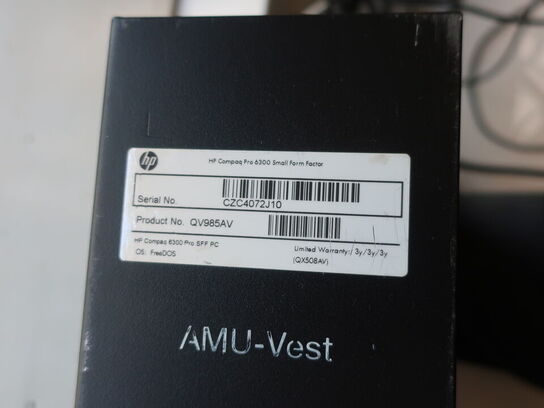 hp
HP Compaq Pro 6300 Small Form Factor
Serial No. CZC4072J10
Product No. QV985AV
HP Compaq 6300 Pro SFF PC
Limited Warranty: 3y/3y/3y
OS: FreeDOS
(QX508AV)
AMU-Vest